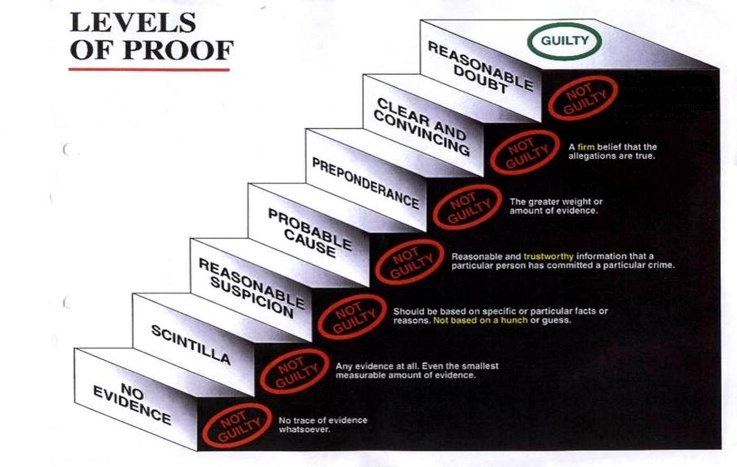 LEVELS
OF PROOF
GUILTY
REASONABLE
DOUBT
NOT
GUILTY
CLEAR AND
CONVINCING
NOT
GUILTY
A firm belief that the
allegations are true.
PREPONDERANCE
NOT
GUILTY
The greater weight or
amount of evidence.
PROBABLE
CAUSE
NOT
GUILTY
Reasonable and trustworthy information that a
particular person has committed a particular crime.
REASONABLE
SUSPICION
NOT
GUILTY
Should be based on specific or particular facts or
reasons. Not based on a hunch or guess.
SCINTILLA
NOT
GUILTY
Any evidence at all. Even the smallest
measurable amount of evidence.
NO
EVIDENCE
NOT
GUILTY
No trace of evidence
whatsoever.